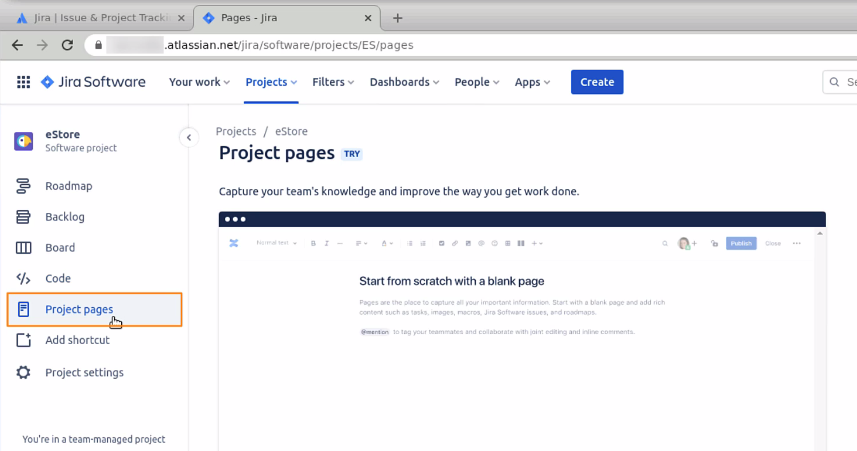 Jira | Issue & Project Tracki
Pages - Jira
.atlassian.net/jira/software/projects/ES/pages
Jira Software
Your work
Projects
Filters
Dashboards
People
Apps
Create
Se
eStore
Software project
Roadmap
Backlog
Board
Code
Project pages
Add shortcut
Project settings
You're in a team-managed project
Projects / eStore
Project pages TRY
Capture your team's knowledge and improve the way you get work done.
Normal text
B I
Publish
Close
Start from scratch with a blank page
Pages are the place to capture all your important information. Start with a blank page and add rich
content such as tasks, images, macros, Jira Software issues, and roadmaps.
@mention to tag your teammates and collaborate with joint editing and inline comments.